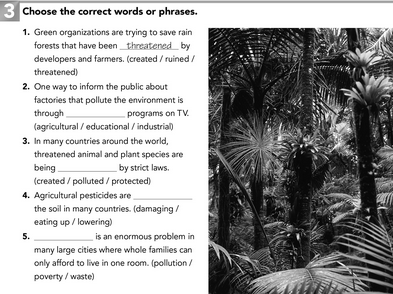 3 Choose the correct words or phrases.
1. Green organizations are trying to save rain
forests that have been threatened by
developers and farmers. (created / ruined /
threatened)
2. One way to inform the public about
factories that pollute the environment is
through ____________ programs on TV.
(agricultural / educational / industrial)
3. In many countries around the world,
threatened animal and plant species are
being ____________ by strict laws.
(created / polluted / protected)
4. Agricultural pesticides are ____________
the soil in many countries. (damaging /
eating up / lowering)
5. ____________ is an enormous problem in
many large cities where whole families can
only afford to live in one room. (pollution /
poverty / waste)